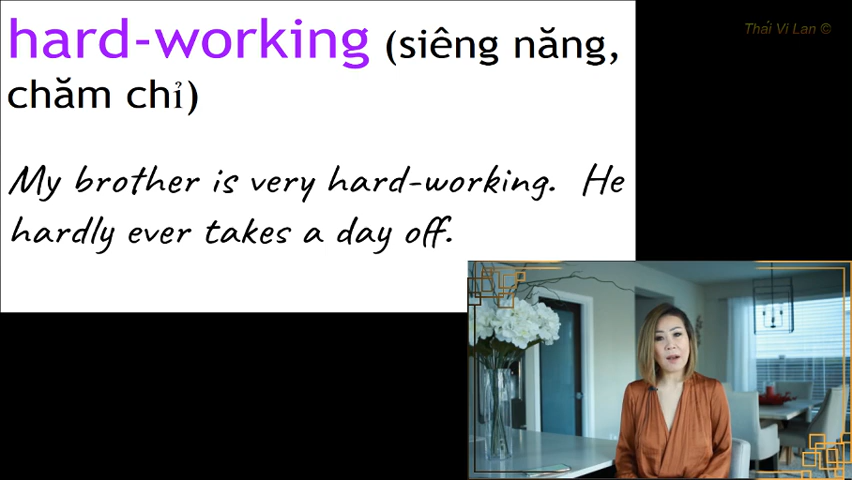 hard-working (siêng năng,
chăm chỉ)
My brother is very hard-working. He
hardly ever takes a day off.
Thái Vi Lan ©